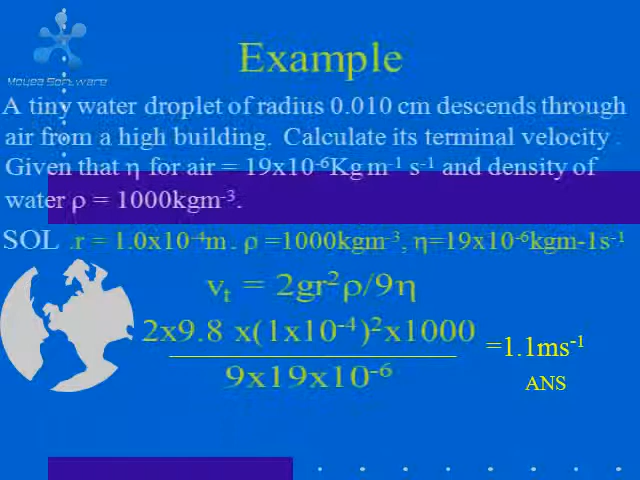 Moyea Software
Example
A tiny water droplet of radius 0.010 cm descends through
air from a high building. Calculate its terminal velocity .
Given that η for air = 19x10⁻⁶Kg m⁻¹ s⁻¹ and density of
water ρ = 1000kgm⁻³.
SOL .r = 1.0x10⁻⁴m . ρ =1000kgm⁻³, η=19x10⁻⁶kgm-1s⁻¹
vₜ = 2gr²ρ/9η
2x9.8 x(1x10⁻⁴)²x1000
9x19x10⁻⁶
=1.1ms⁻¹
ANS